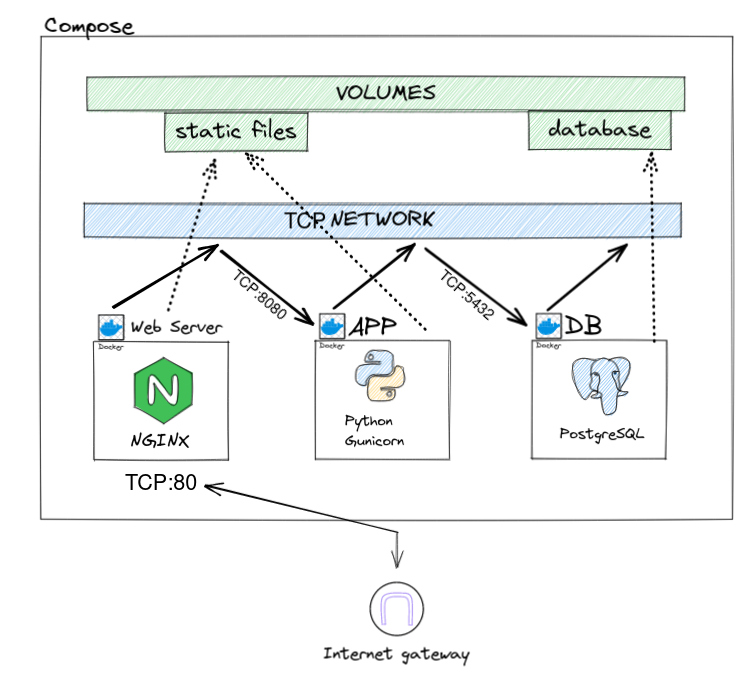 Compose
VOLUMES
static files
database
TCP NETWORK
TCP:8080
TCP:5432
Web Server
APP
DB
Docker
Docker
Docker
N
NGINX
Python
Gunicorn
PostgreSQL
TCP:80
Internet gateway